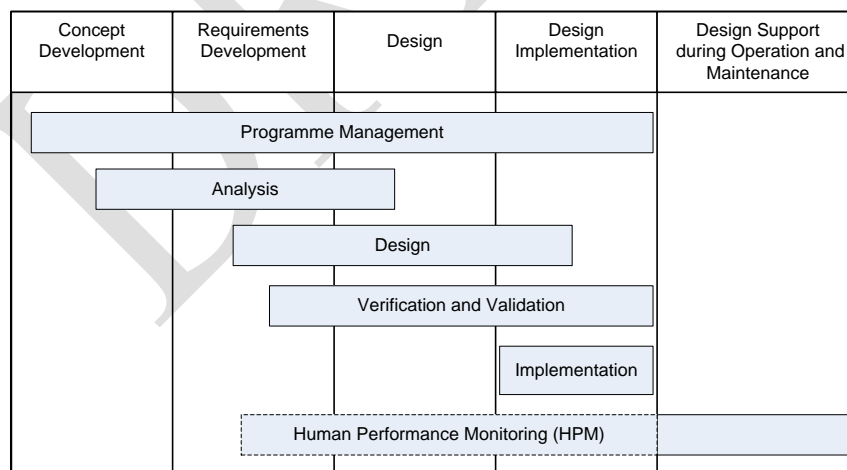 Concept
Development
Requirements
Development
Design
Design
Implementation
Design Support
during Operation and
Maintenance
Programme Management
Analysis
Design
Verification and Validation
Implementation
Human Performance Monitoring (HPM)